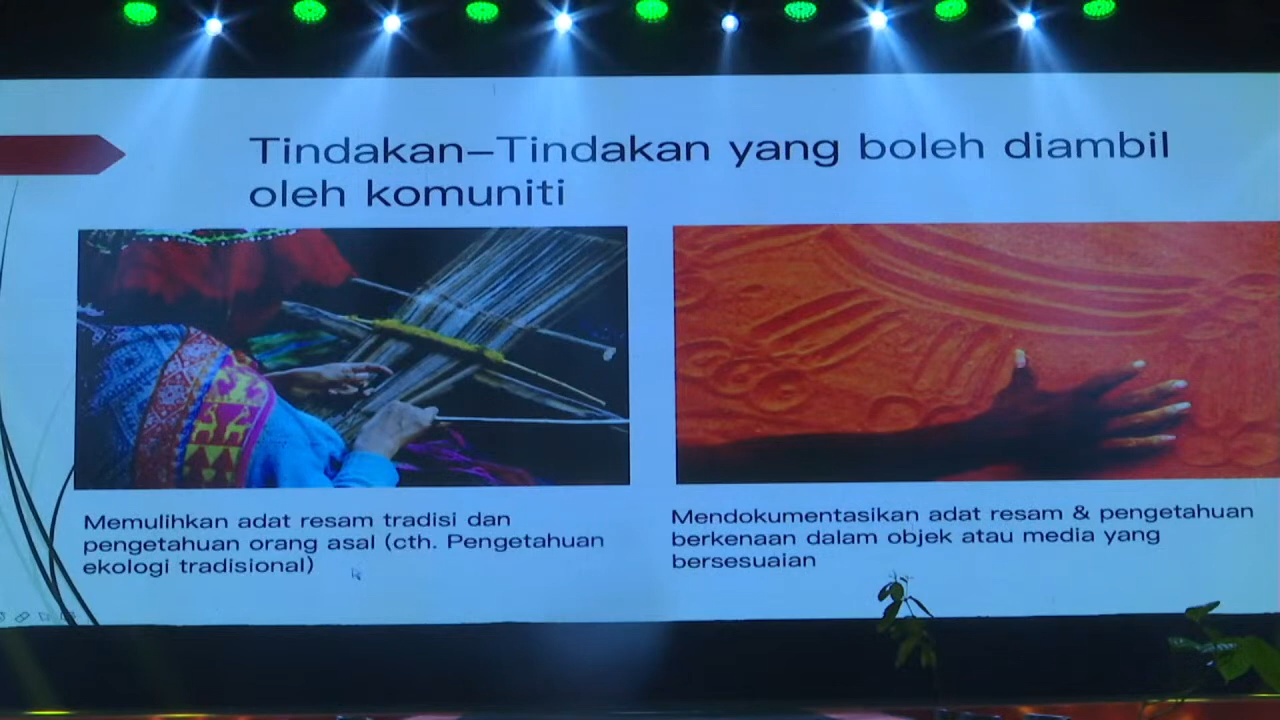 Tindakan–Tindakan yang boleh diambil
oleh komuniti
Memulihkan adat resam tradisi dan
pengetahuan orang asal (cth. Pengetahuan
ekologi tradisional)
Mendokumentasikan adat resam & pengetahuan
berkenaan dalam objek atau media yang
bersesuaian